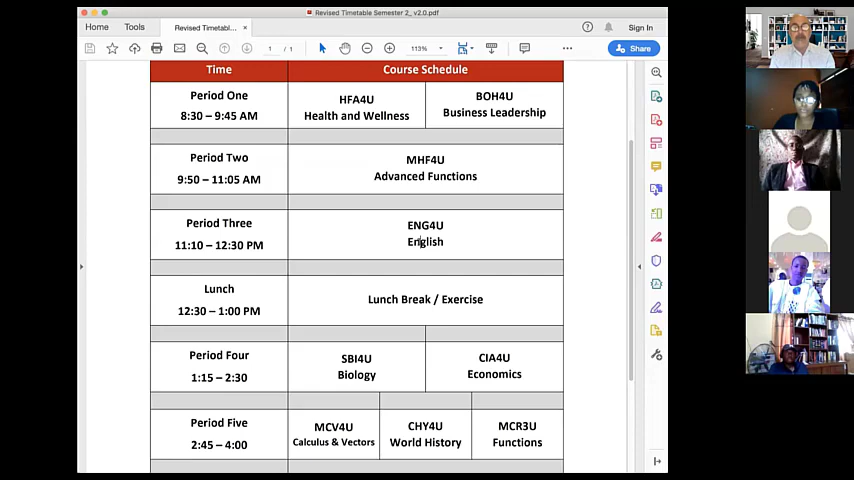 Revised Timetable Semester 2_ v2.0.pdf
Home Tools Revised Timetable... × Sign In
1 / 1 113% Share
Time Course Schedule
Period One
8:30 – 9:45 AM
HFA4U
Health and Wellness
BOH4U
Business Leadership
Period Two
9:50 – 11:05 AM
MHF4U
Advanced Functions
Period Three
11:10 – 12:30 PM
ENG4U
English
Lunch
12:30 – 1:00 PM
Lunch Break / Exercise
Period Four
1:15 – 2:30
SBI4U
Biology
CIA4U
Economics
Period Five
2:45 – 4:00
MCV4U
Calculus & Vectors
CHY4U
World History
MCR3U
Functions